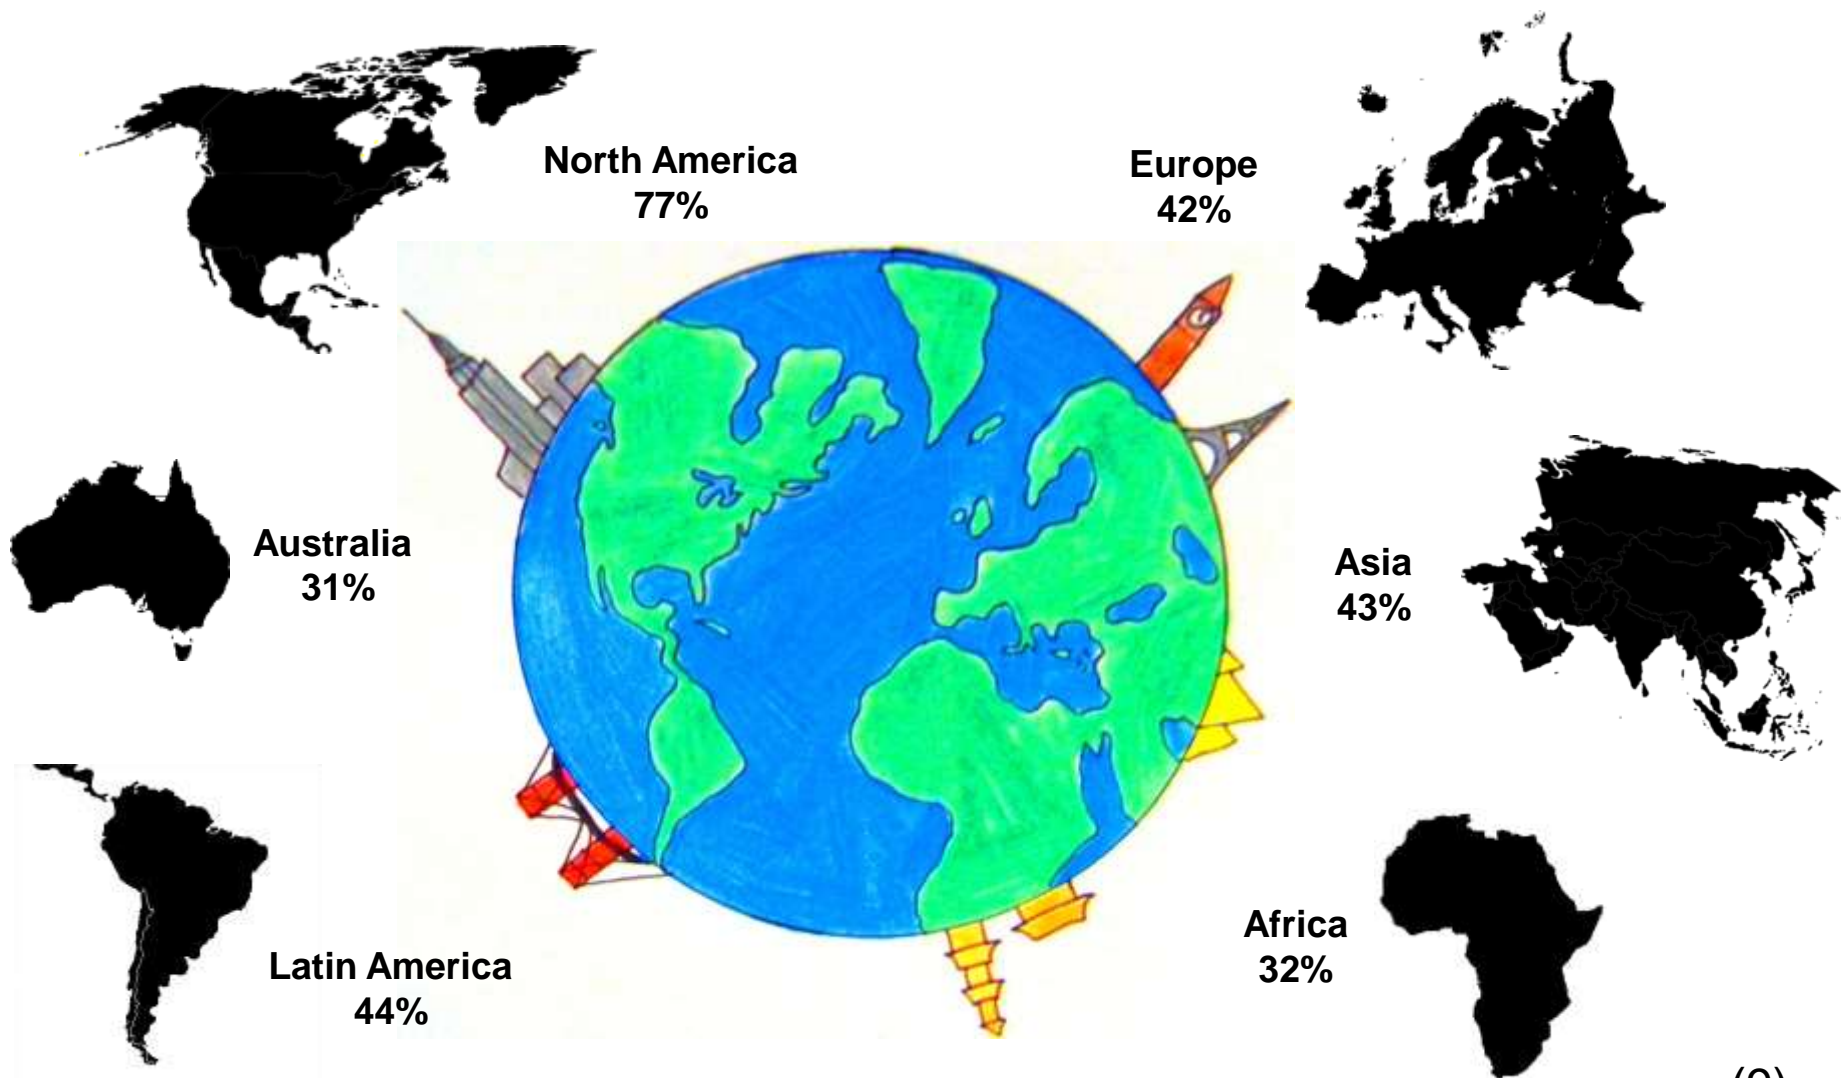 North America
77%
Europe
42%
Australia
31%
Asia
43%
Latin America
44%
Africa
32%